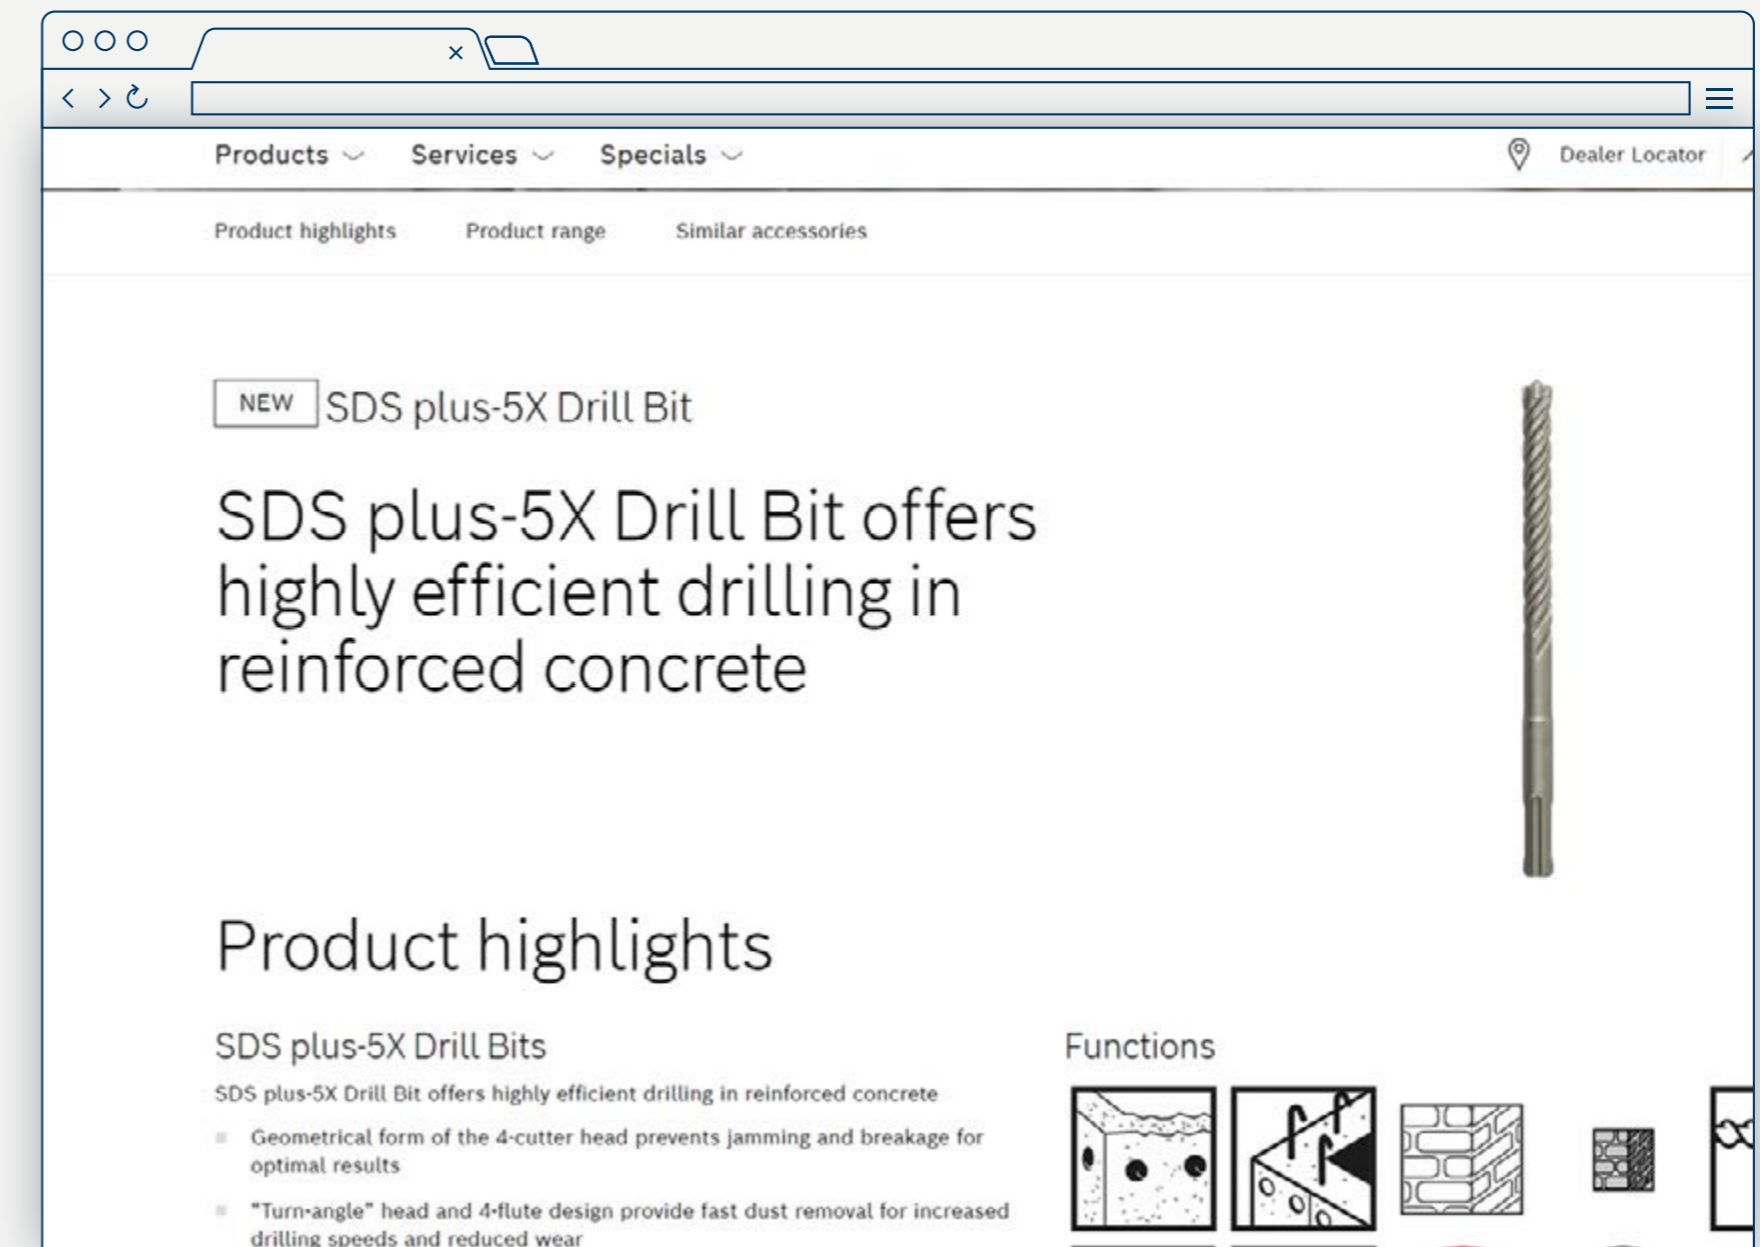 Products Services Specials Dealer Locator
Product highlights Product range Similar accessories
NEW SDS plus-5X Drill Bit
SDS plus-5X Drill Bit offers
highly efficient drilling in
reinforced concrete
Product highlights
SDS plus-5X Drill Bits
SDS plus-5X Drill Bit offers highly efficient drilling in reinforced concrete
Geometrical form of the 4-cutter head prevents jamming and breakage for
optimal results
"Turn-angle" head and 4-flute design provide fast dust removal for increased
drilling speeds and reduced wear
Functions